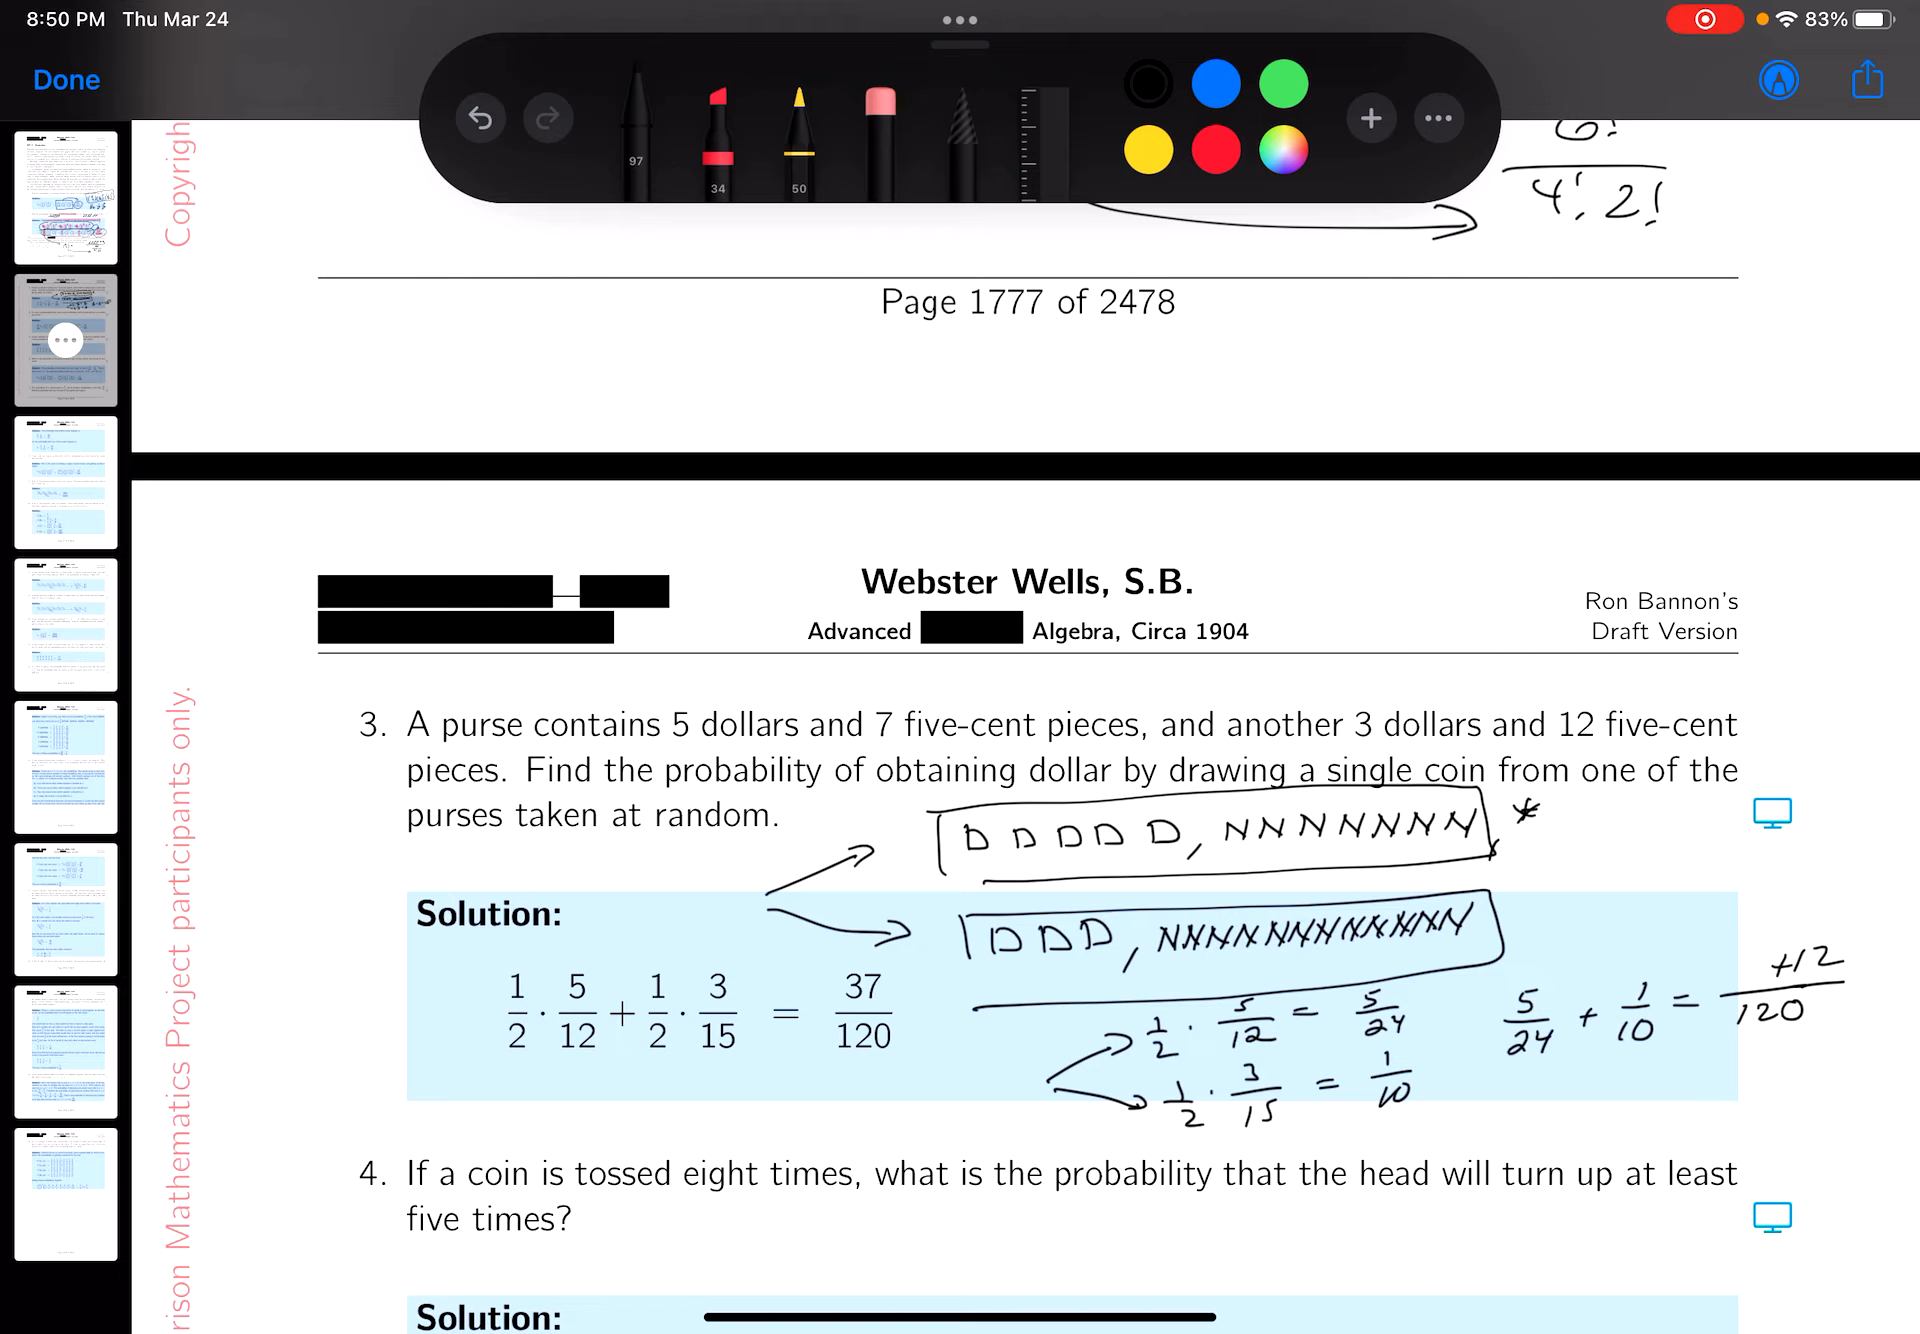 8:50 PM Thu Mar 24
83%
Done
97
34
50
6!
4! 2!
Copyrigh
Page 1777 of 2478
Webster Wells, S.B.
Advanced Algebra, Circa 1904
Ron Bannon's
Draft Version
rison Mathematics Project participants only.
3. A purse contains 5 dollars and 7 five-cent pieces, and another 3 dollars and 12 five-cent
pieces. Find the probability of obtaining dollar by drawing a single coin from one of the
purses taken at random.
D D D D D, N N N N N N N *
Solution:
D D D, N N N N N N N N N N N N
1/2 · 5/12 + 1/2 · 3/15 = 37/120
1/2 · 5/12 = 5/24
5/24 + 1/10 = +12/120
1/2 · 3/15 = 1/10
4. If a coin is tossed eight times, what is the probability that the head will turn up at least
five times?
Solution: